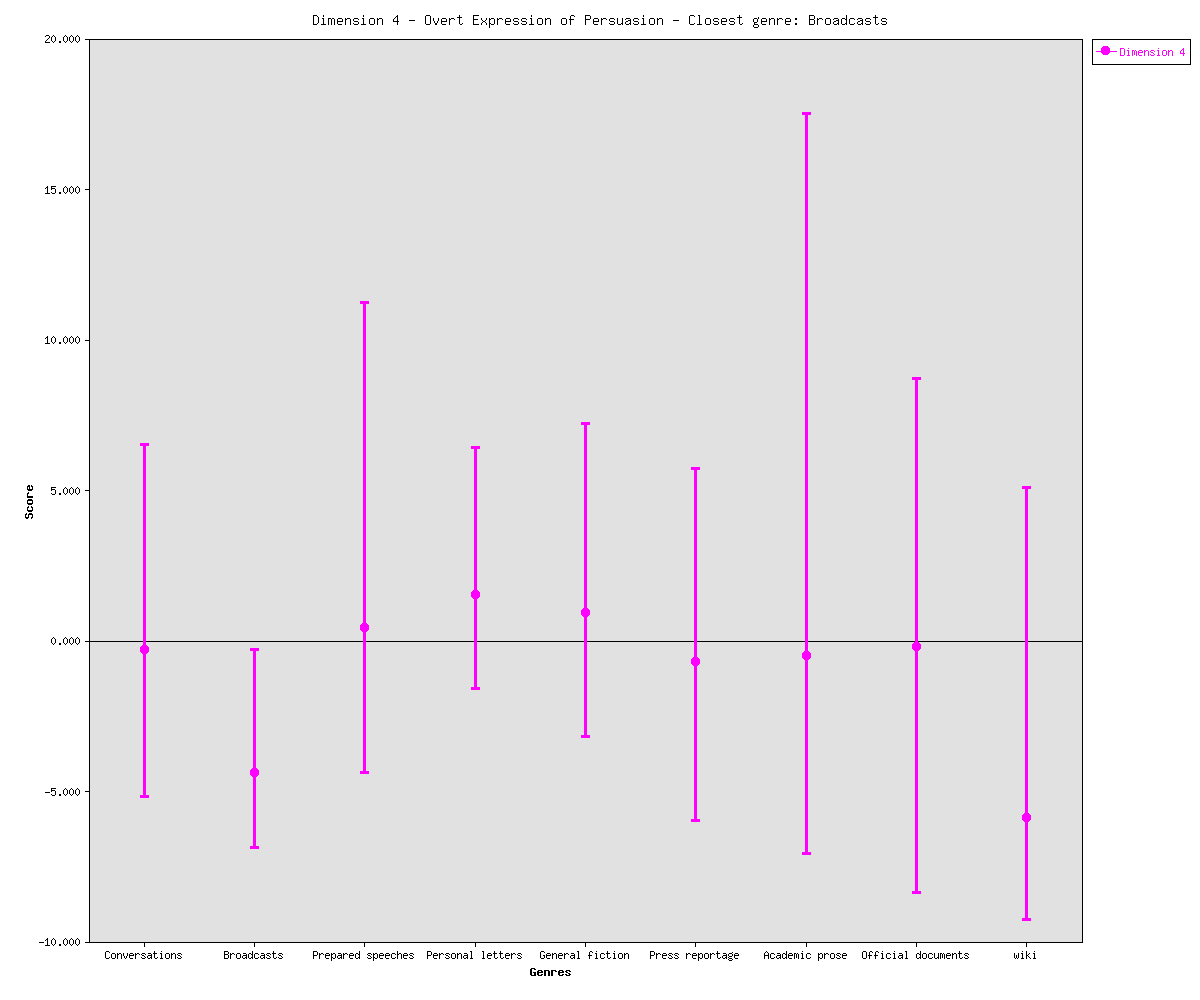 Dimension 4 - Overt Expression of Persuasion - Closest genre: Broadcasts
20.000
Dimension 4
15.000
10.000
5.000
Score
0.000
-5.000
-10.000
Conversations Broadcasts Prepared speeches Personal letters General fiction Press reportage Academic prose Official documents wiki
Genres